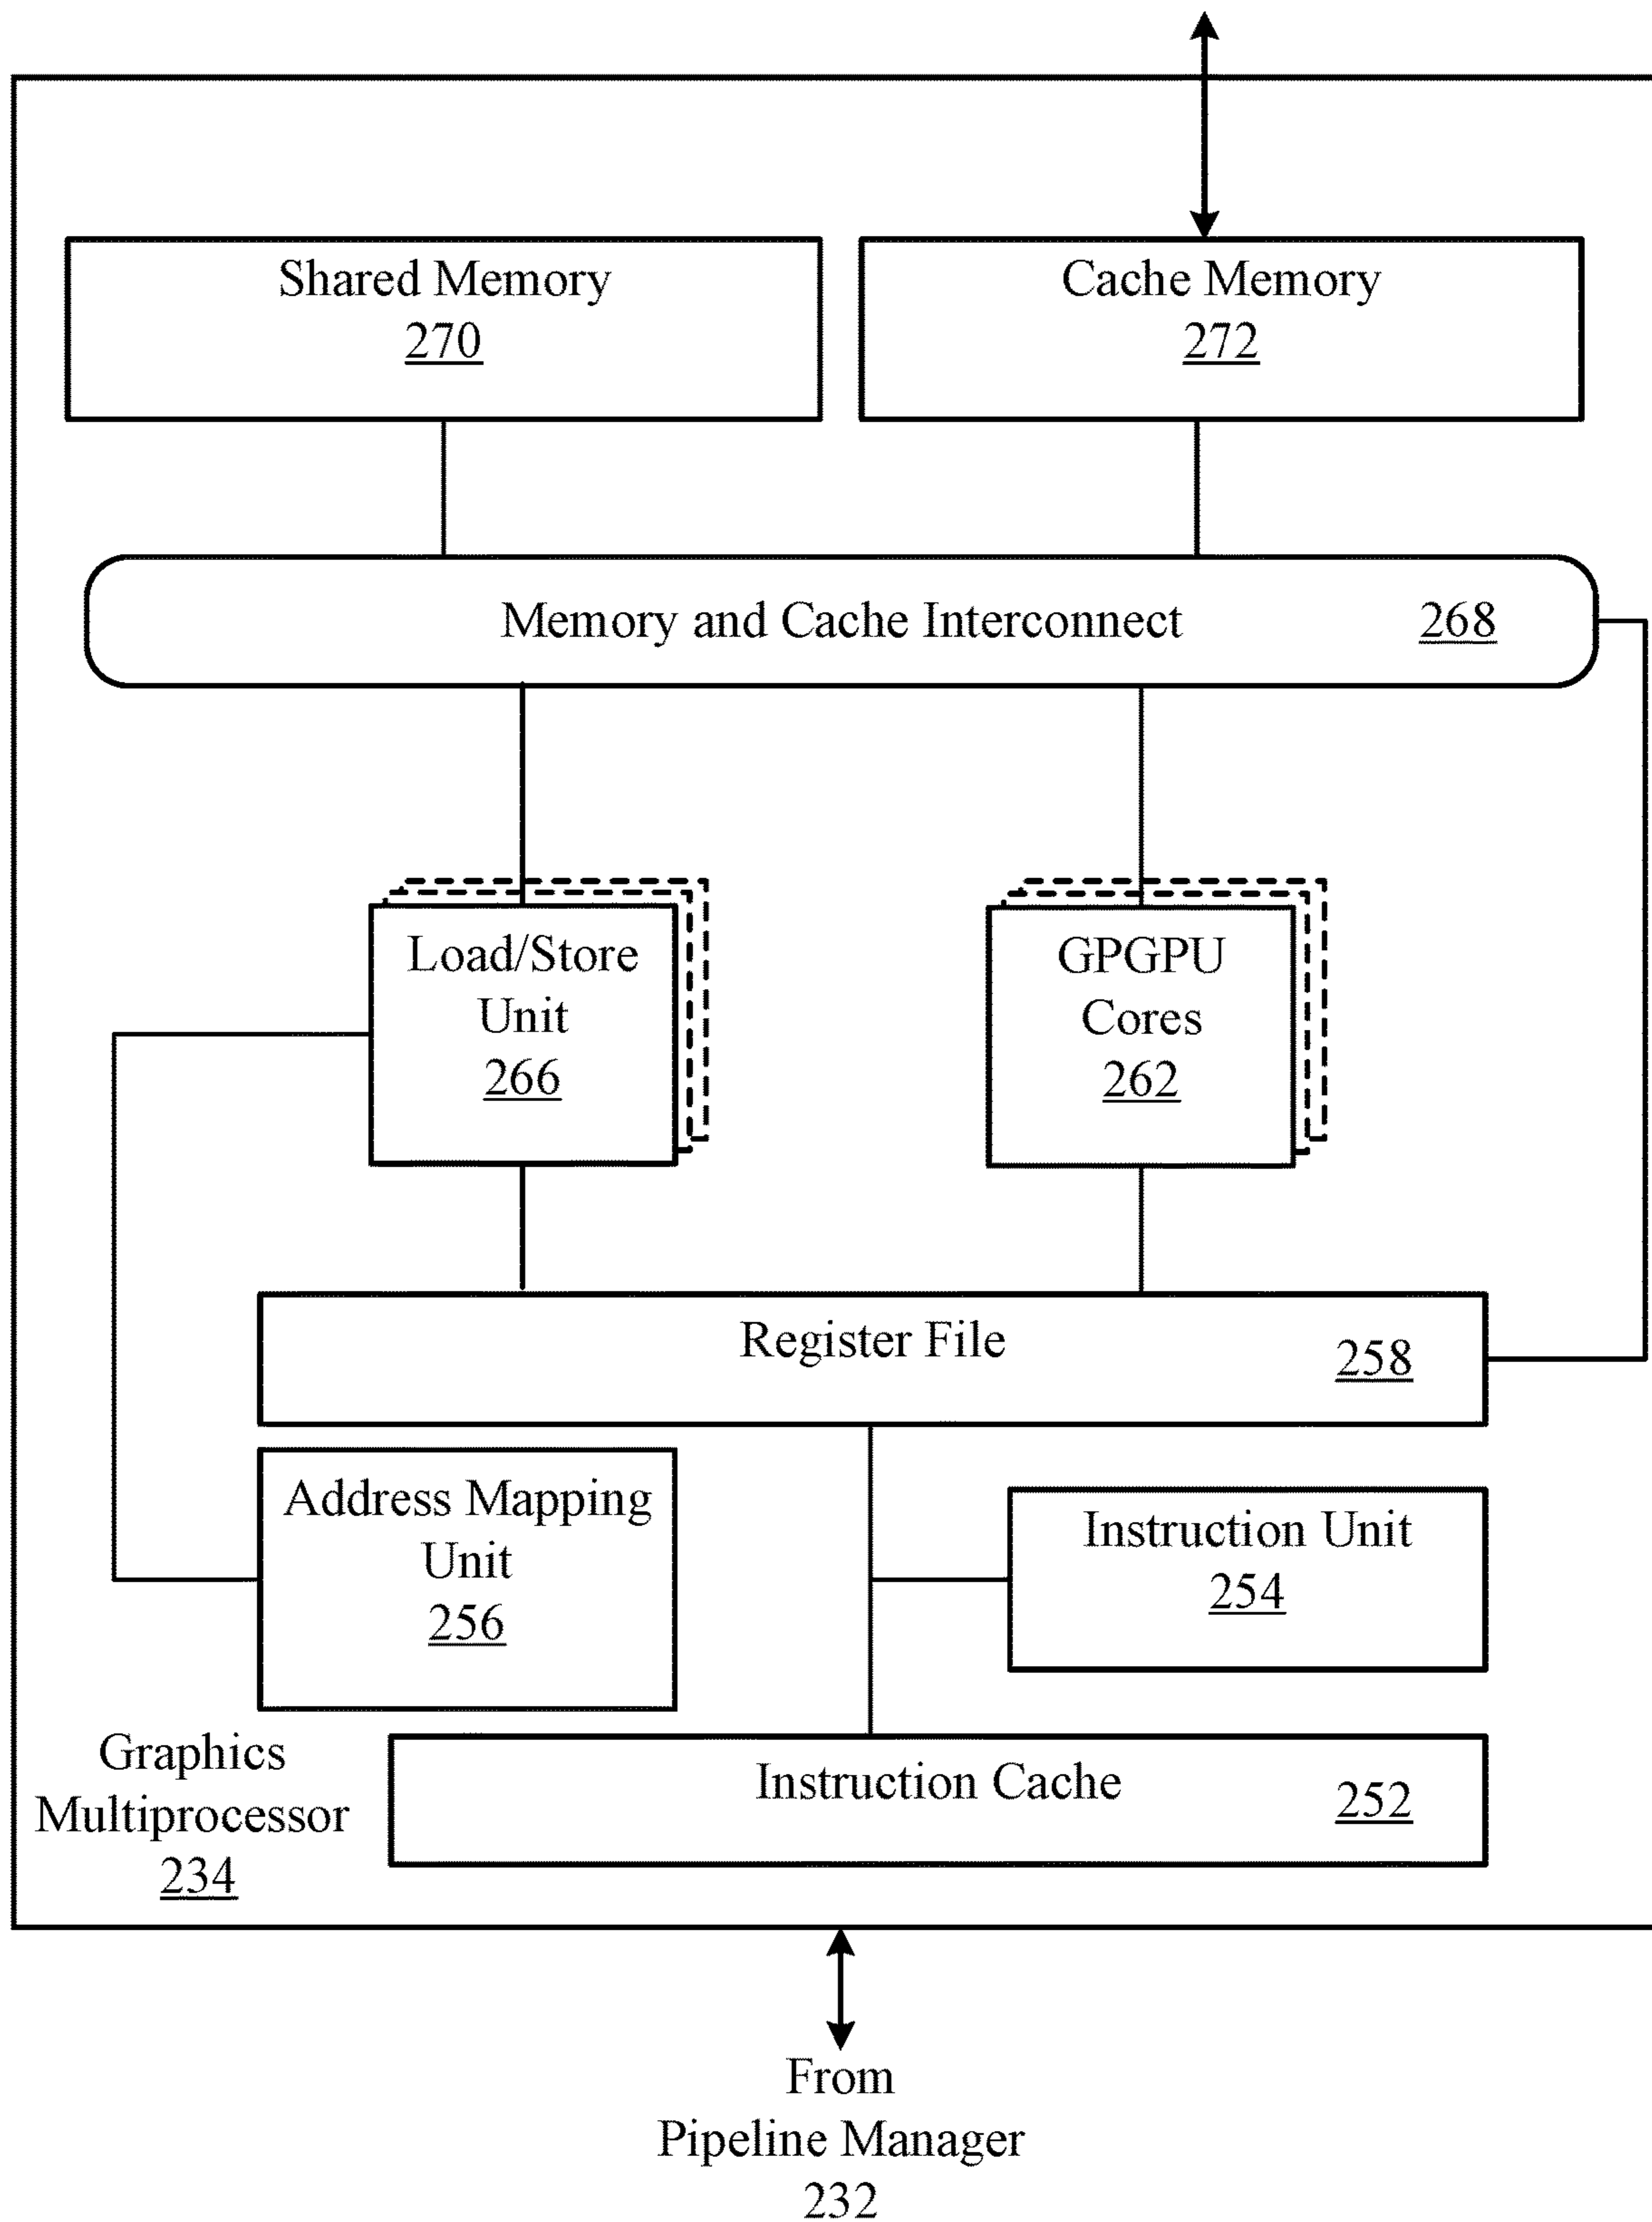 Shared Memory
270
Cache Memory
272
Memory and Cache Interconnect 268
Load/Store
Unit
266
GPGPU
Cores
262
Register File 258
Address Mapping
Unit
256
Instruction Unit
254
Graphics
Multiprocessor
234
Instruction Cache 252
From
Pipeline Manager
232